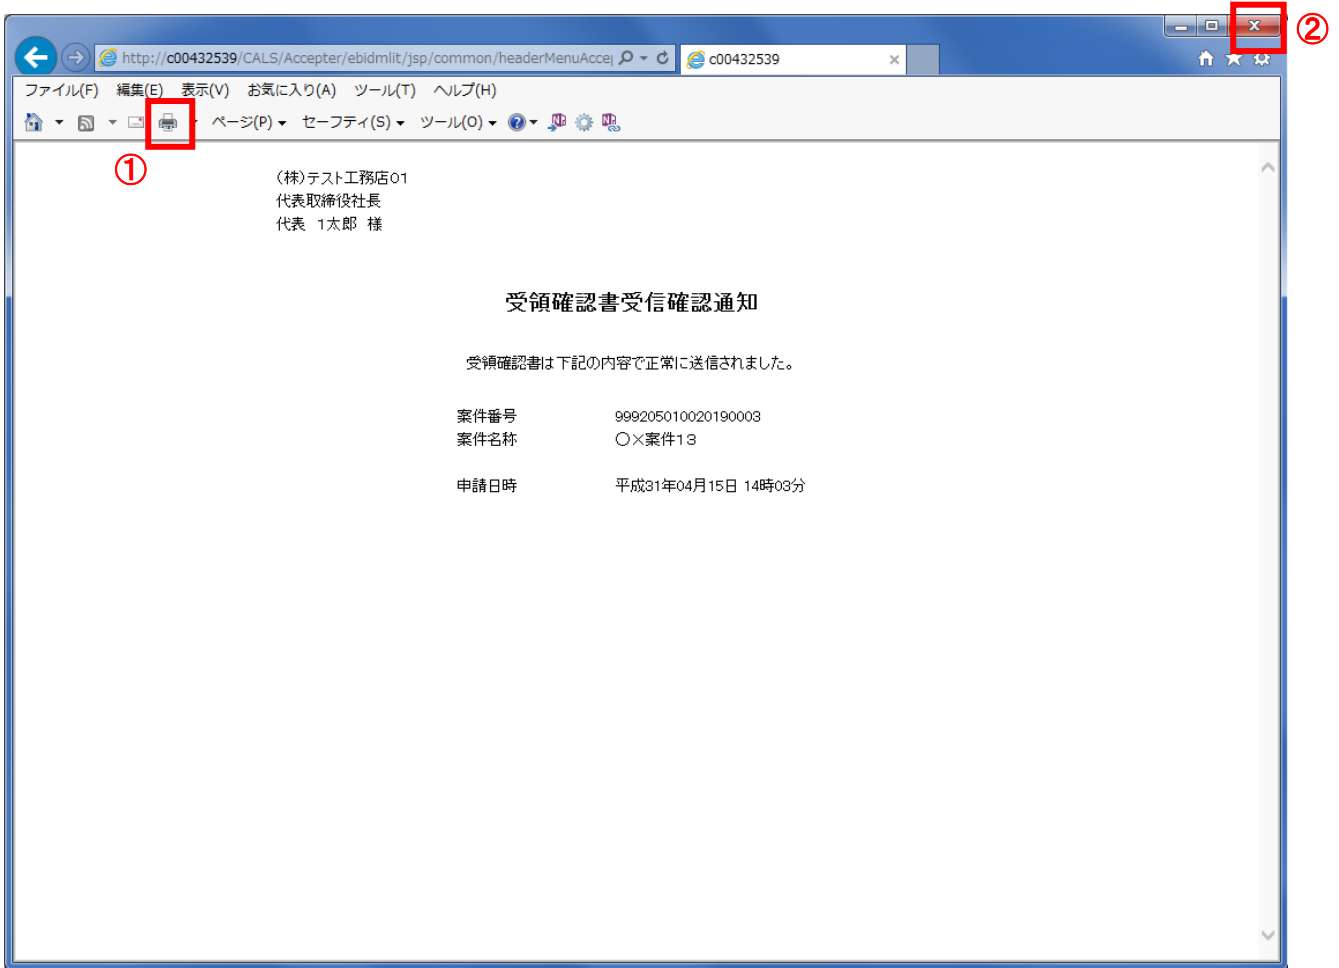 ②
http://c00432539/CALS/Accepter/ebidmlit/jsp/common/headerMenuAccep
c00432539
ファイル(F) 編集(E) 表示(V) お気に入り(A) ツール(T) ヘルプ(H)
ページ(P) セーフティ(S) ツール(O)
①
(株)テスト工務店01
代表取締役社長
代表 1太郎 様
受領確認書受信確認通知
受領確認書は下記の内容で正常に送信されました。
案件番号 999205010020190003
案件名称 ○×案件13
申請日時 平成31年04月15日 14時03分